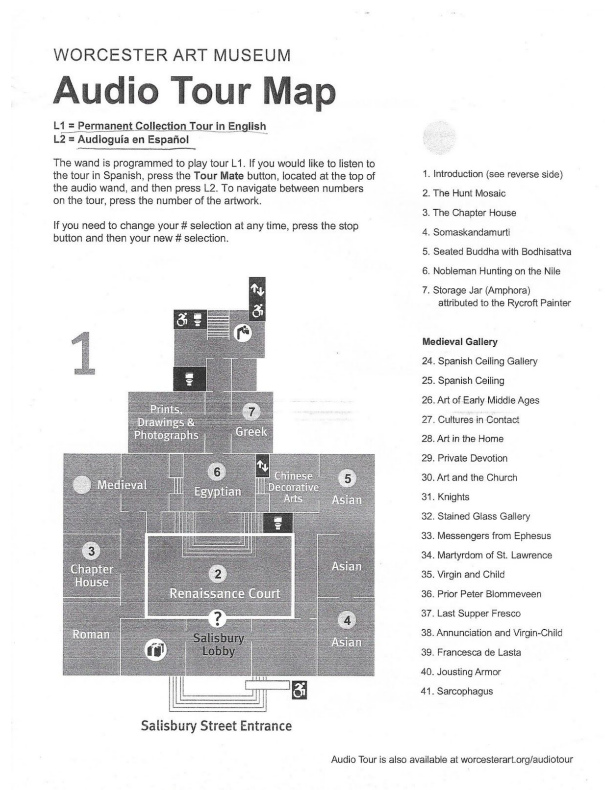 WORCESTER ART MUSEUM
Audio Tour Map
L1 = Permanent Collection Tour in English
L2 = Audioguía en Español
The wand is programmed to play tour L1. If you would like to listen to
the tour in Spanish, press the Tour Mate button, located at the top of
the audio wand, and then press L2. To navigate between numbers
on the tour, press the number of the artwork.
If you need to change your # selection at any time, press the stop
button and then your new # selection.
1. Introduction (see reverse side)
2. The Hunt Mosaic
3. The Chapter House
4. Somaskandamurti
5. Seated Buddha with Bodhisattva
6. Nobleman Hunting on the Nile
7. Storage Jar (Amphora)
attributed to the Rycroft Painter
Medieval Gallery
24. Spanish Ceiling Gallery
25. Spanish Ceiling
26. Art of Early Middle Ages
27. Cultures in Contact
28. Art in the Home
29. Private Devotion
30. Art and the Church
31. Knights
32. Stained Glass Gallery
33. Messengers from Ephesus
34. Martyrdom of St. Lawrence
35. Virgin and Child
36. Prior Peter Blommeveen
37. Last Supper Fresco
38. Annunciation and Virgin-Child
39. Francesca de Lasta
40. Jousting Armor
41. Sarcophagus
1
Prints,
Drawings &
Photographs
7
Greek
Medieval
6
Egyptian
Chinese
Decorative
Arts
5
Asian
3
Chapter
House
2
Renaissance Court
Asian
Roman
?
Salisbury
Lobby
4
Asian
Salisbury Street Entrance
Audio Tour is also available at worcesterart.org/audiotour